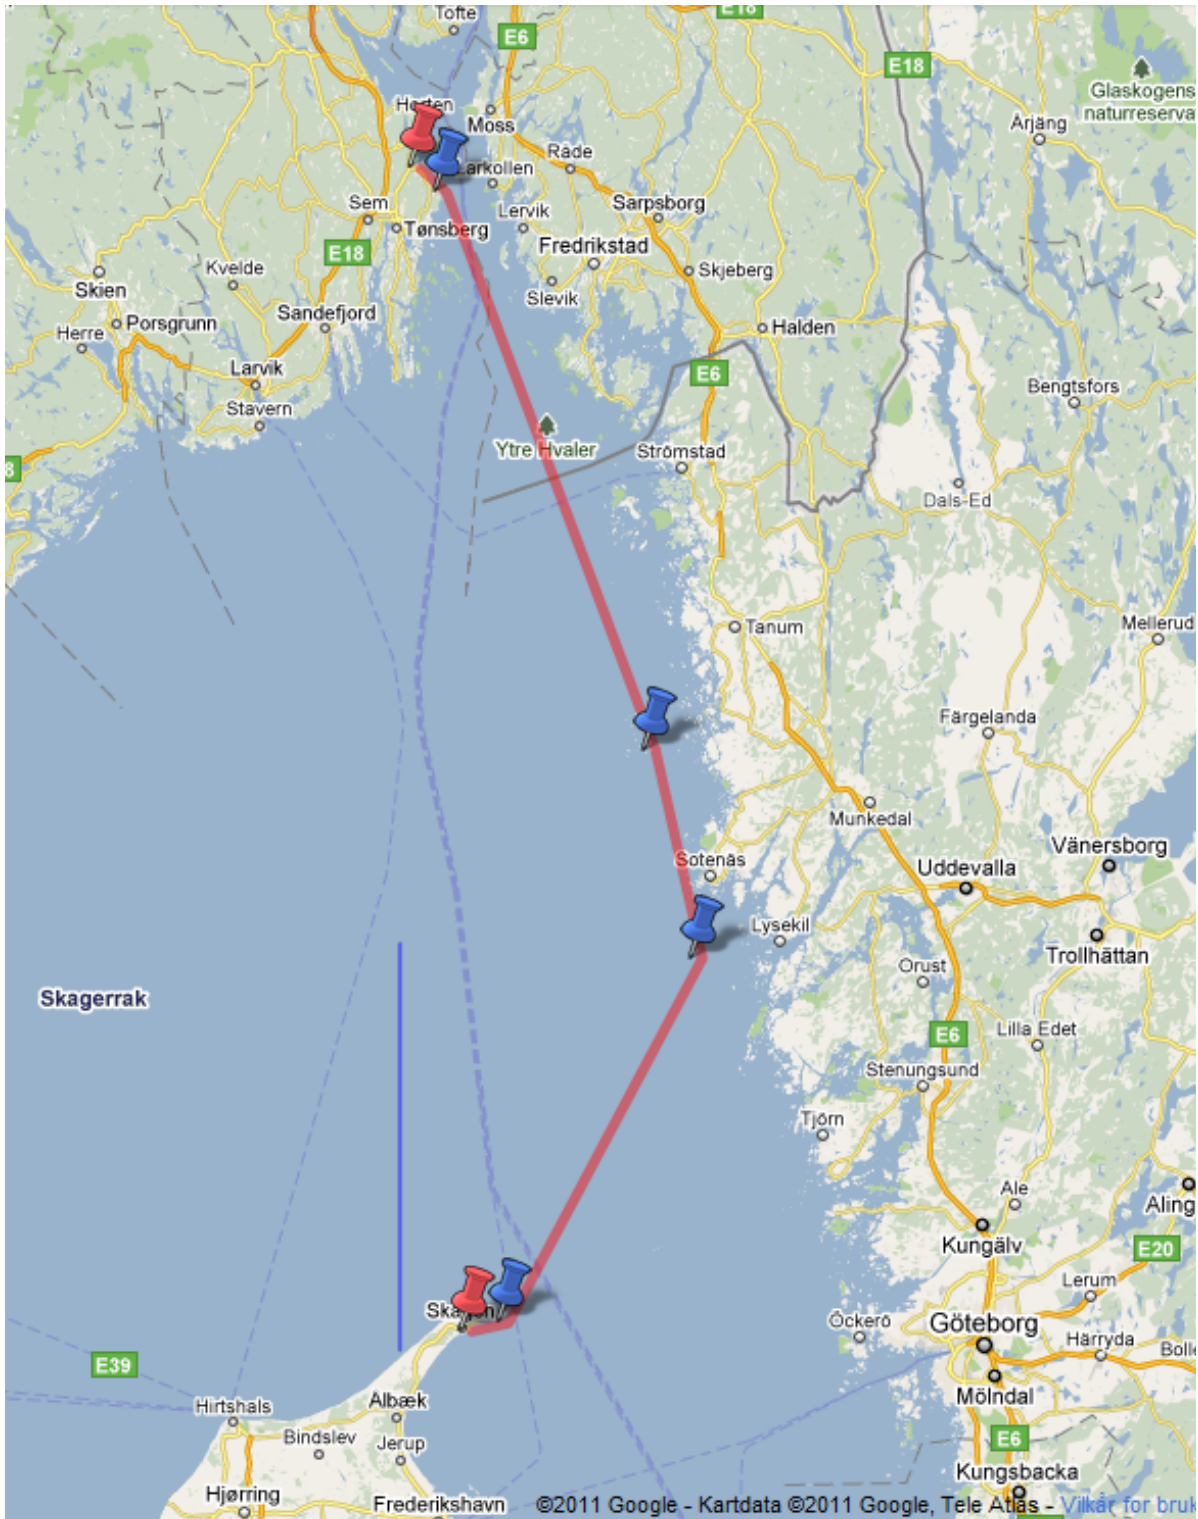 Tofte
E18
E6
E18
Glaskogens
naturreserva
Horten
Moss
Årjäng
Råde
Larkollen
Sem
Lervik
Sarpsborg
Tønsberg
E18
Fredrikstad
Kvelde
Skjeberg
Skien
Slevik
Sandefjord
Porsgrunn
Halden
Herre
Larvik
E6
Bengtsfors
Stavern
Ytre Hvaler
Strömstad
8
Dals-Ed
Tanum
Mellerud
Färgelanda
Munkedal
Vänersborg
Sotenäs
Uddevalla
Lysekil
Trollhättan
Orust
Skagerrak
E6
Lilla Edet
Stenungsund
Tjörn
Ale
Aling
Kungälv
E20
Lerum
Skagen
Öckerö
Göteborg
Härryda
Bolle
E39
Mölndal
Albæk
Hirtshals
Bindslev
Jerup
E6
Kungsbacka
Hjørring
Frederikshavn
©2011 Google - Kartdata ©2011 Google, Tele Atlas - Vilkår for bruk